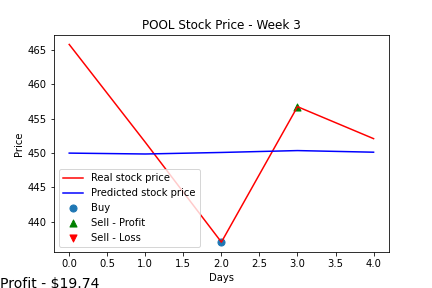 POOL Stock Price - Week 3
465
460
455
450
445
440
Price
Real stock price
Predicted stock price
Buy
Sell - Profit
Sell - Loss
0.0 0.5 1.0 1.5 2.0 2.5 3.0 3.5 4.0
Days
Profit - $19.74